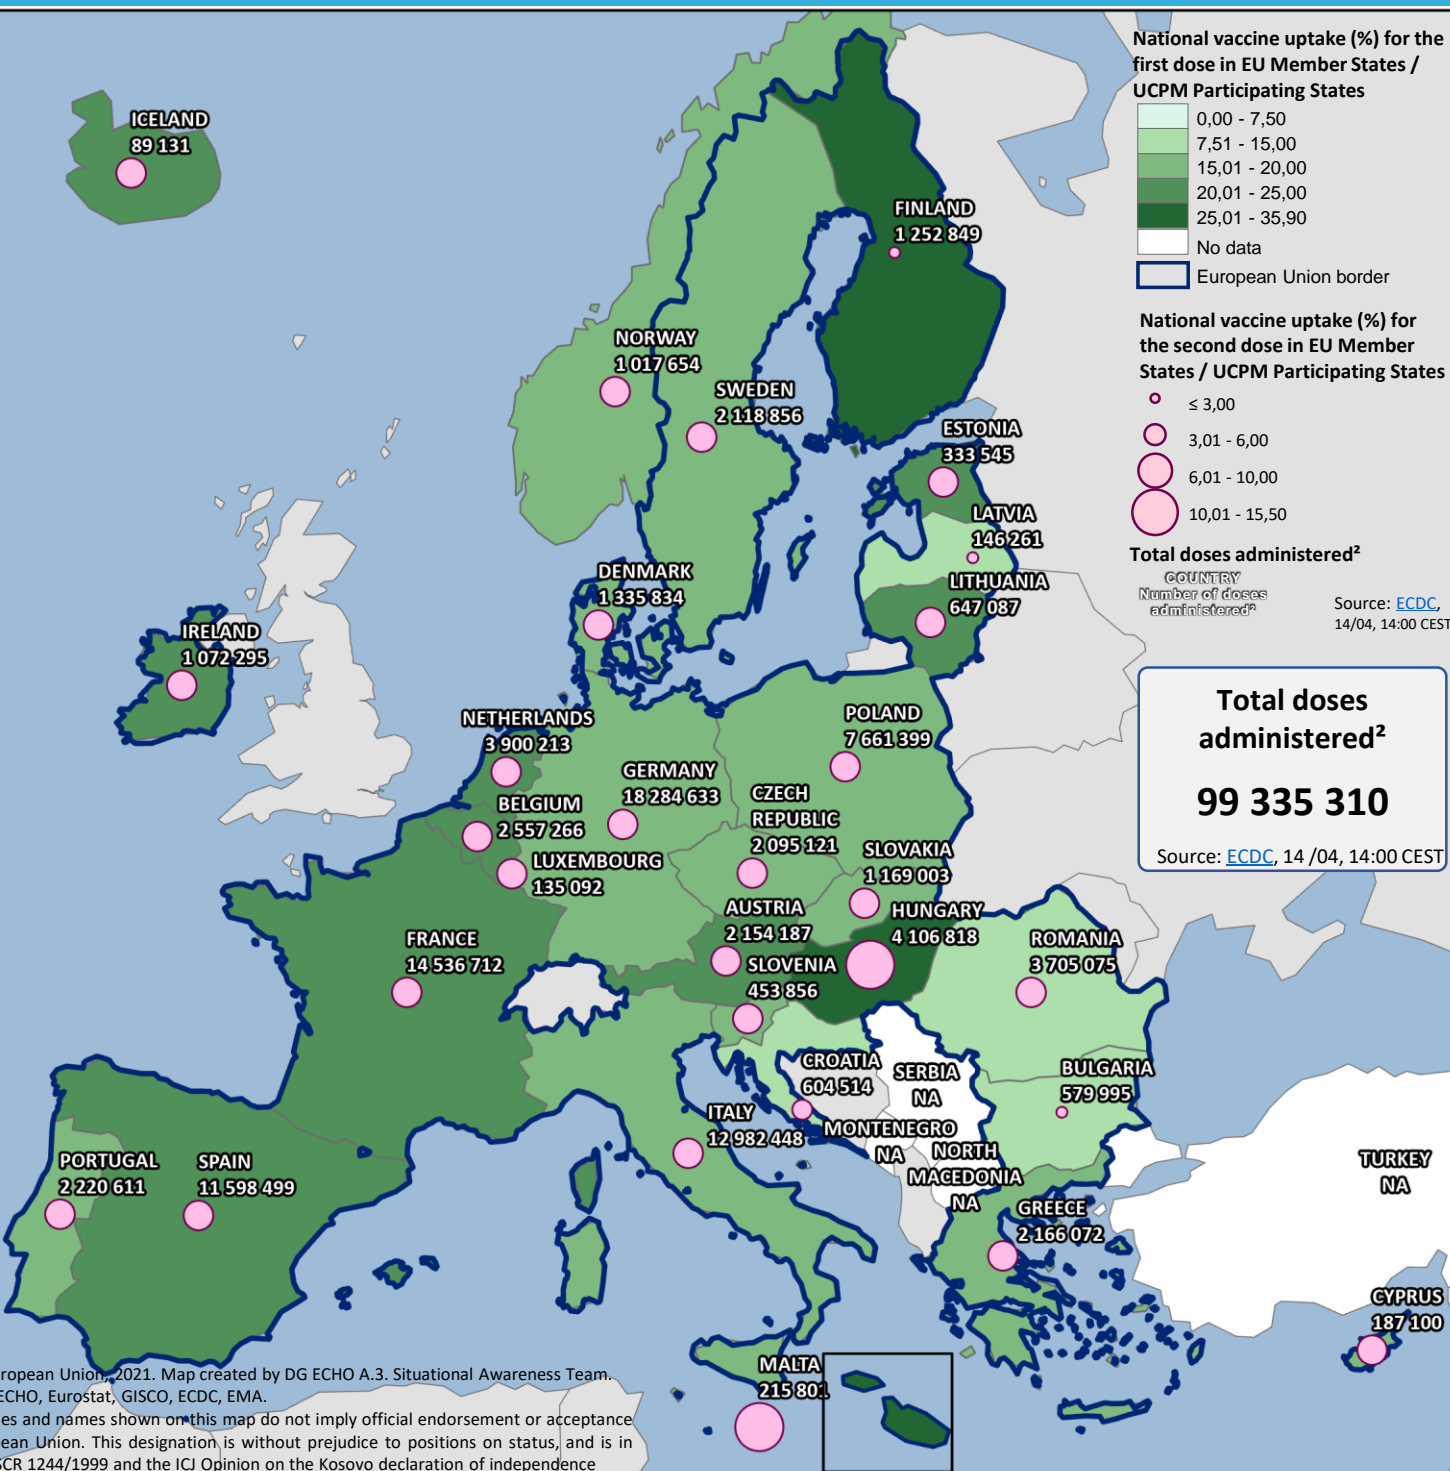 National vaccine uptake (%) for the
first dose in EU Member States /
UCPM Participating States
0,00 - 7,50
7,51 - 15,00
15,01 - 20,00
20,01 - 25,00
25,01 - 35,90
No data
European Union border
National vaccine uptake (%) for
the second dose in EU Member
States / UCPM Participating States
≤ 3,00
3,01 - 6,00
6,01 - 10,00
10,01 - 15,50
Total doses administered²
COUNTRY
Number of doses
administered²
Source: ECDC,
14/04, 14:00 CEST
Total doses
administered²
99 335 310
Source: ECDC, 14 /04, 14:00 CEST
ICELAND
89 131
FINLAND
1 252 849
NORWAY
1 017 654
SWEDEN
2 118 856
ESTONIA
333 545
LATVIA
146 261
LITHUANIA
647 087
DENMARK
1 335 834
IRELAND
1 072 295
NETHERLANDS
3 900 213
POLAND
7 661 399
GERMANY
18 284 633
BELGIUM
2 557 266
CZECH
REPUBLIC
2 095 121
LUXEMBOURG
135 092
SLOVAKIA
1 169 003
AUSTRIA
2 154 187
HUNGARY
4 106 818
FRANCE
14 536 712
SLOVENIA
453 856
ROMANIA
3 705 075
CROATIA
604 514
SERBIA
NA
BULGARIA
579 995
ITALY
12 982 448
MONTENEGRO
NA
NORTH
MACEDONIA
NA
PORTUGAL
2 220 611
SPAIN
11 598 499
TURKEY
NA
GREECE
2 166 072
CYPRUS
187 100
MALTA
215 801
ropean Union, 2021. Map created by DG ECHO A.3. Situational Awareness Team.
ECHO, Eurostat, GISCO, ECDC, EMA.
es and names shown on this map do not imply official endorsement or acceptance
pean Union. This designation is without prejudice to positions on status, and is in
SCR 1244/1999 and the ICJ Opinion on the Kosovo declaration of independence